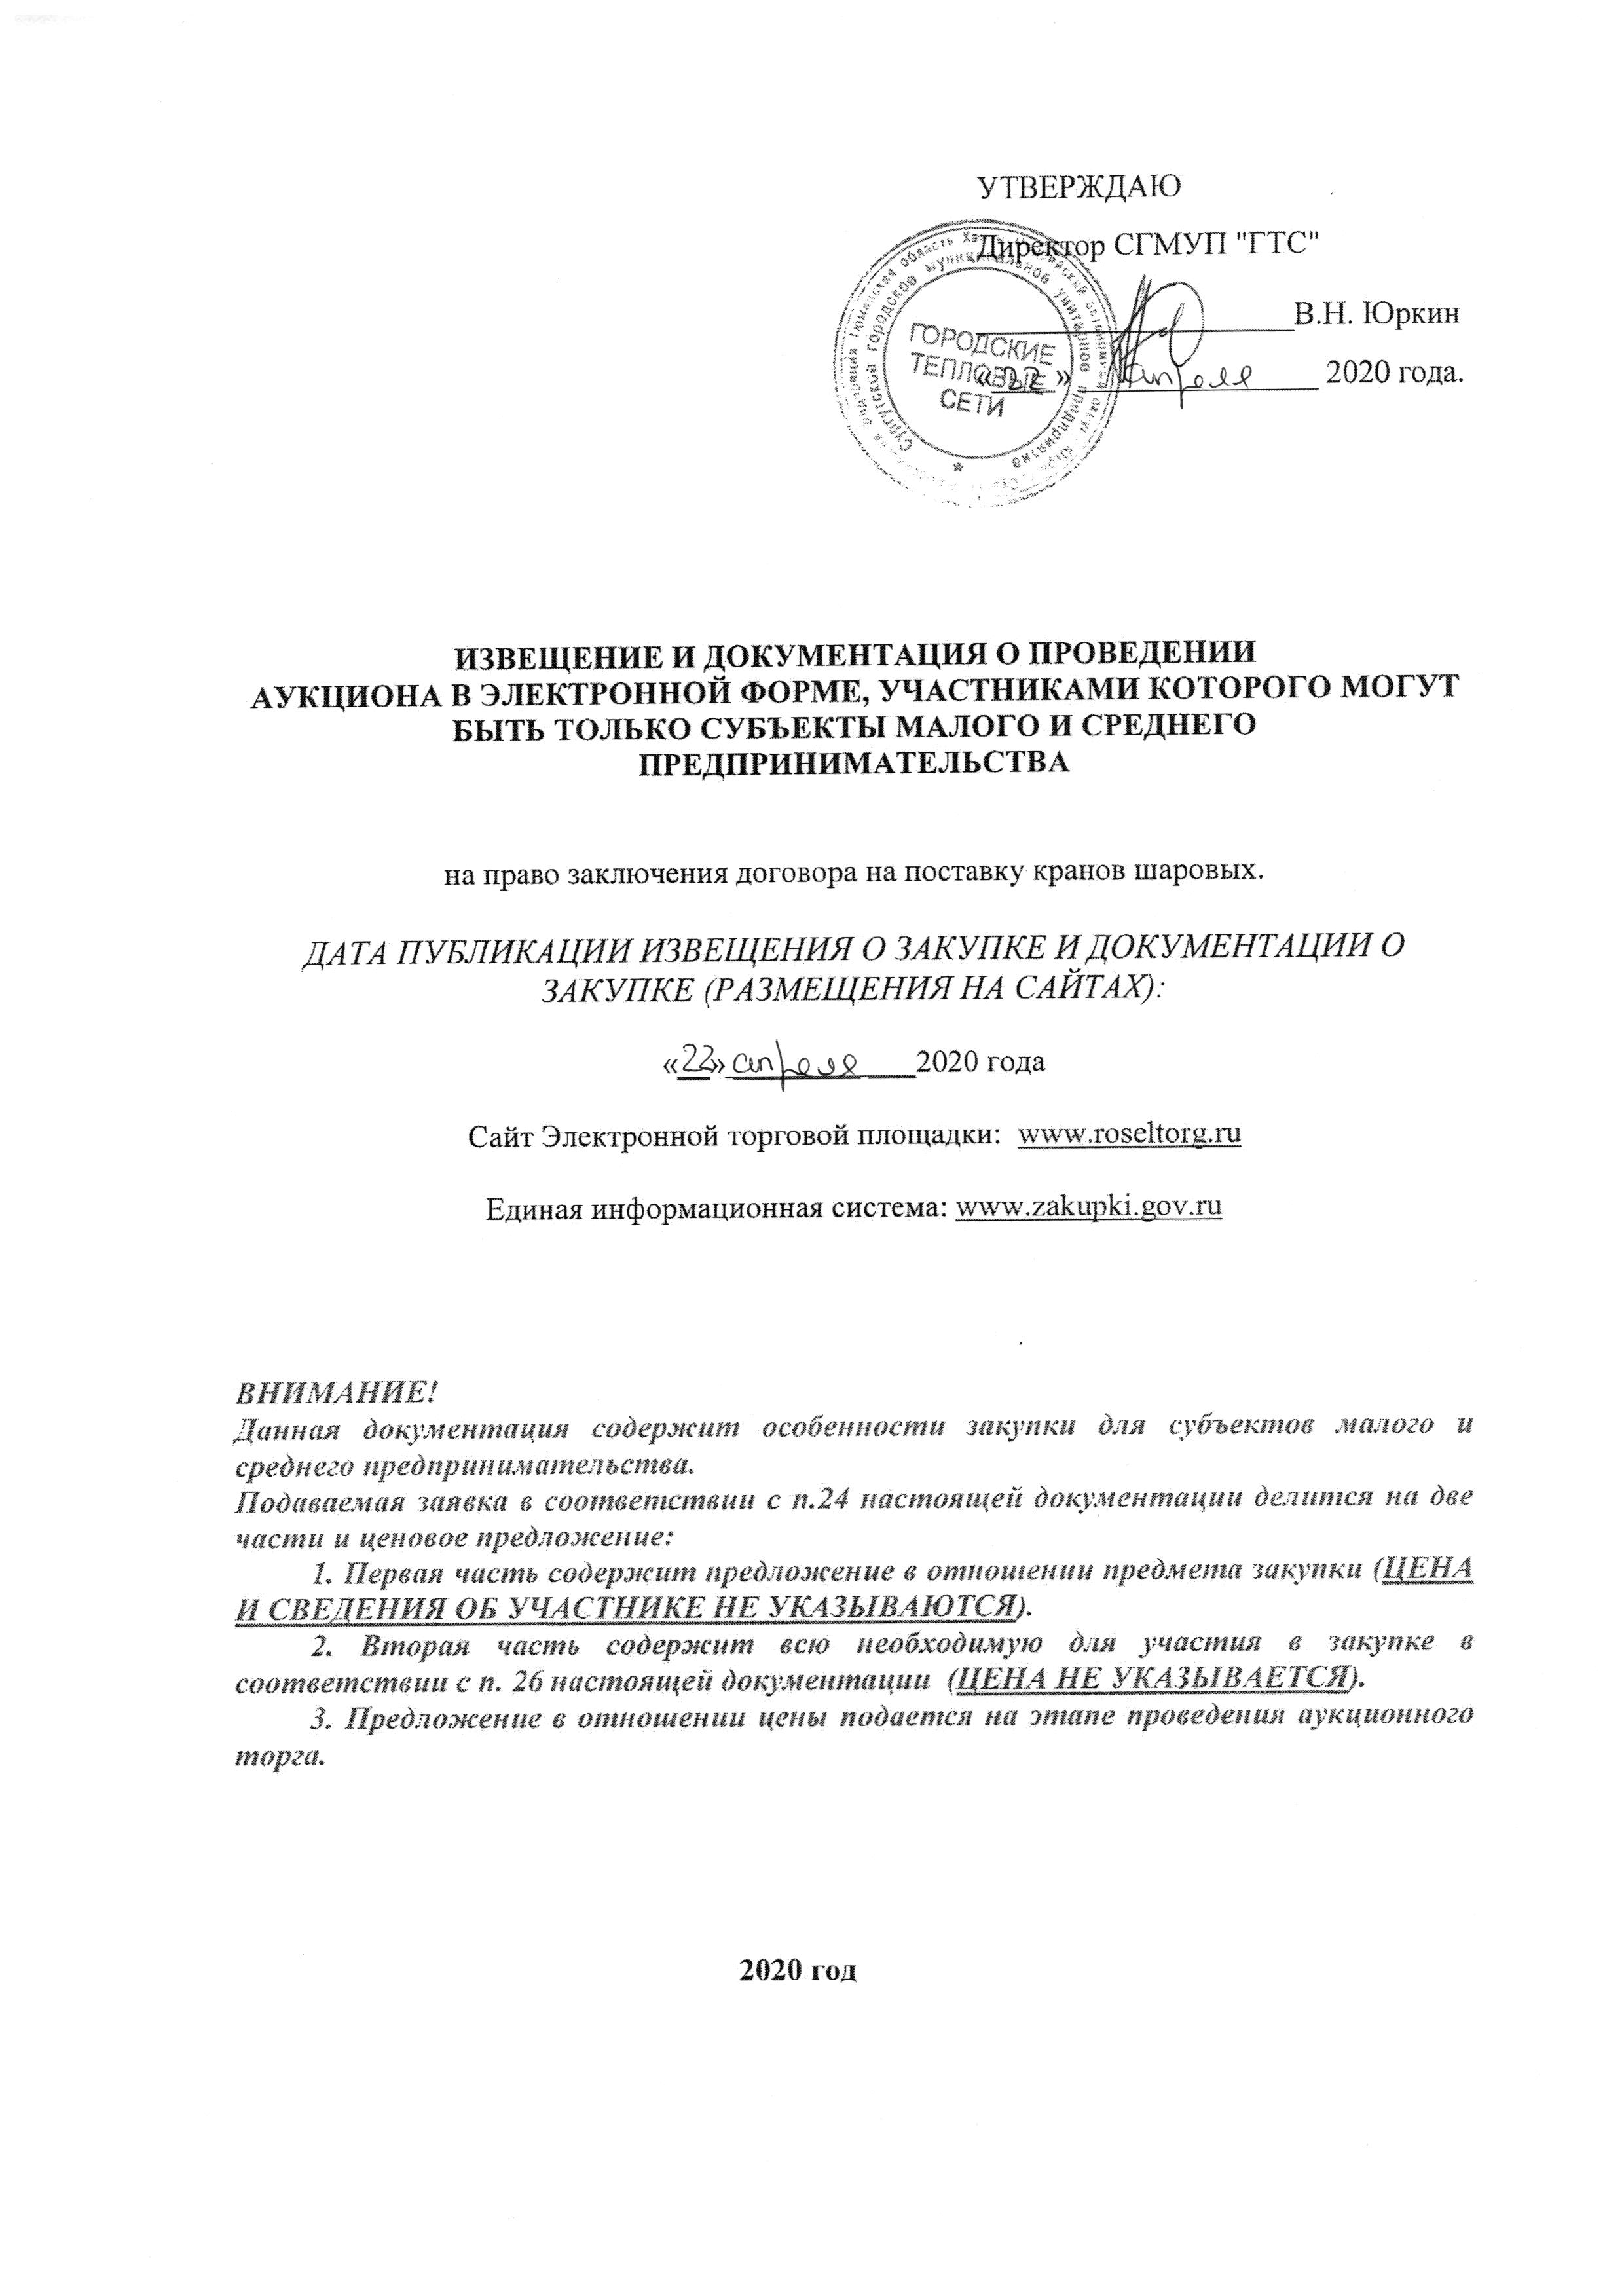 УТВЕРЖДАЮ
Директор СГМУП "ГТС"
В.Н. Юркин
«22» апреля 2020 года.
Сургутское городское муниципальное унитарное предприятие
ГОРОДСКИЕ
ТЕПЛОВЫЕ
СЕТИ
ИЗВЕЩЕНИЕ И ДОКУМЕНТАЦИЯ О ПРОВЕДЕНИИ
АУКЦИОНА В ЭЛЕКТРОННОЙ ФОРМЕ, УЧАСТНИКАМИ КОТОРОГО МОГУТ
БЫТЬ ТОЛЬКО СУБЪЕКТЫ МАЛОГО И СРЕДНЕГО
ПРЕДПРИНИМАТЕЛЬСТВА
на право заключения договора на поставку кранов шаровых.
ДАТА ПУБЛИКАЦИИ ИЗВЕЩЕНИЯ О ЗАКУПКЕ И ДОКУМЕНТАЦИИ О
ЗАКУПКЕ (РАЗМЕЩЕНИЯ НА САЙТАХ):
«22» апреля 2020 года
Сайт Электронной торговой площадки: www.roseltorg.ru
Единая информационная система: www.zakupki.gov.ru
ВНИМАНИЕ!
Данная документация содержит особенности закупки для субъектов малого и
среднего предпринимательства.
Подаваемая заявка в соответствии с п.24 настоящей документации делится на две
части и ценовое предложение:
1. Первая часть содержит предложение в отношении предмета закупки (ЦЕНА
И СВЕДЕНИЯ ОБ УЧАСТНИКЕ НЕ УКАЗЫВАЮТСЯ).
2. Вторая часть содержит всю необходимую для участия в закупке в
соответствии с п. 26 настоящей документации (ЦЕНА НЕ УКАЗЫВАЕТСЯ).
3. Предложение в отношении цены подается на этапе проведения аукционного
торга.
2020 год